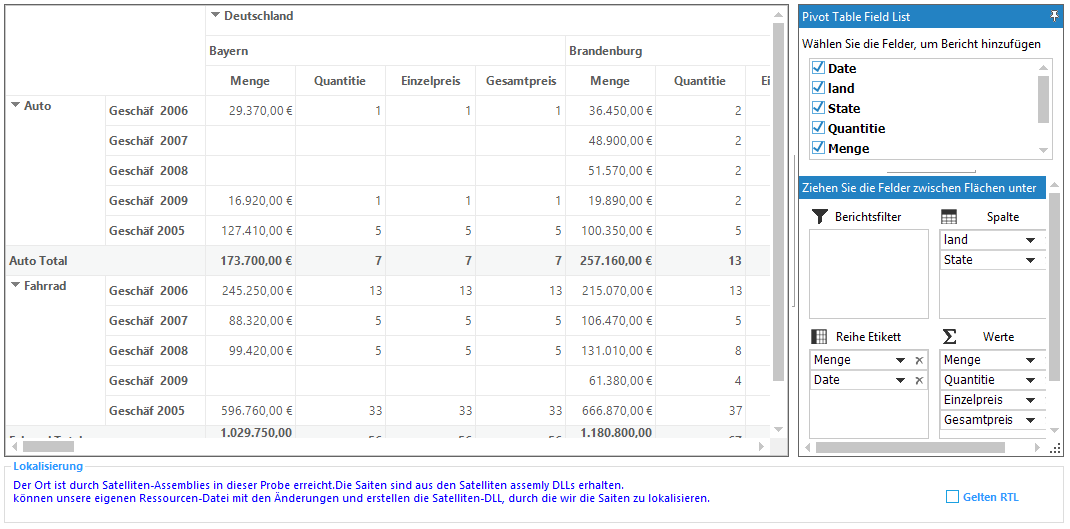 Deutschland
Bayern Brandenburg
Menge Quantitie Einzelpreis Gesamtpreis Menge Quantitie Ei
Auto Geschäf 2006 29.370,00 € 1 1 1 36.450,00 € 2
Geschäf 2007 48.900,00 € 2
Geschäf 2008 51.570,00 € 2
Geschäf 2009 16.920,00 € 1 1 1 19.890,00 € 2
Geschäf 2005 127.410,00 € 5 5 5 100.350,00 € 5
Auto Total 173.700,00 € 7 7 7 257.160,00 € 13
Fahrrad Geschäf 2006 245.250,00 € 13 13 13 215.070,00 € 13
Geschäf 2007 88.320,00 € 5 5 5 106.470,00 € 5
Geschäf 2008 99.420,00 € 5 5 5 131.010,00 € 8
Geschäf 2009 61.380,00 € 4
Geschäf 2005 596.760,00 € 33 33 33 666.870,00 € 37
1.029.750,00 1.180.800,00
Pivot Table Field List
Wählen Sie die Felder, um Bericht hinzufügen
Date
land
State
Quantitie
Menge
Ziehen Sie die Felder zwischen Flächen unter
Berichtsfilter Spalte
land
State
Reihe Etikett Werte
Menge Menge
Date Quantitie
Einzelpreis
Gesamtpreis
Lokalisierung
Der Ort ist durch Satelliten-Assemblies in dieser Probe erreicht.Die Saiten sind aus den Satelliten assemly DLLs erhalten.
können unsere eigenen Ressourcen-Datei mit den Änderungen und erstellen die Satelliten-DLL, durch die wir die Saiten zu lokalisieren.
Gelten RTL